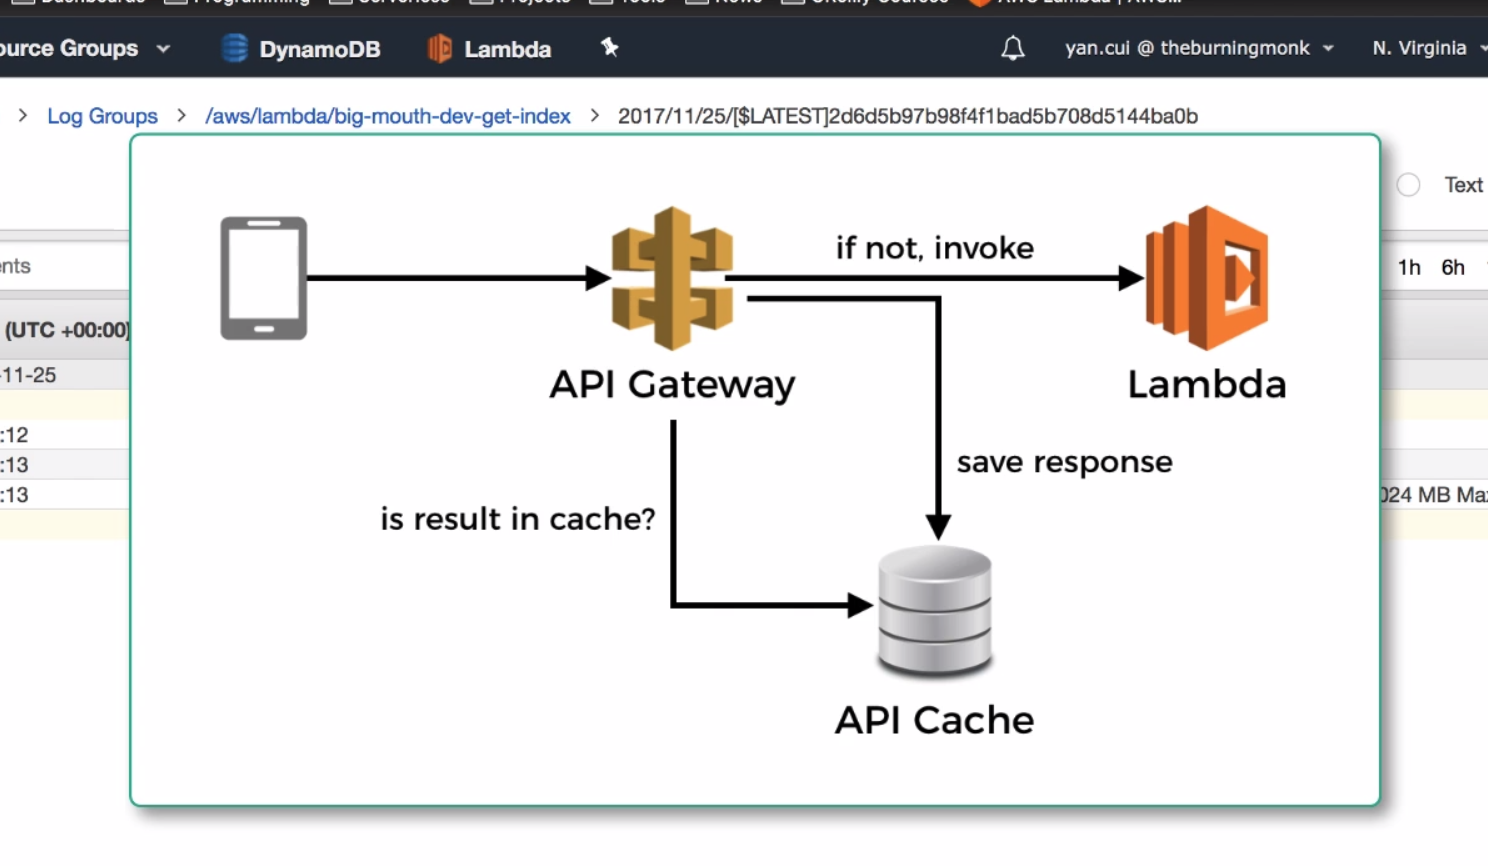 ource Groups
DynamoDB
Lambda
yan.cui @ theburningmonk
N. Virginia
> Log Groups > /aws/lambda/big-mouth-dev-get-index > 2017/11/25/[$LATEST]2d6d5b97b98f4f1bad5b708d5144ba0b
Text
nts
1h 6h
(UTC +00:00)
-11-25
:12
:13
:13
024 MB Max
if not, invoke
API Gateway
Lambda
save response
is result in cache?
API Cache